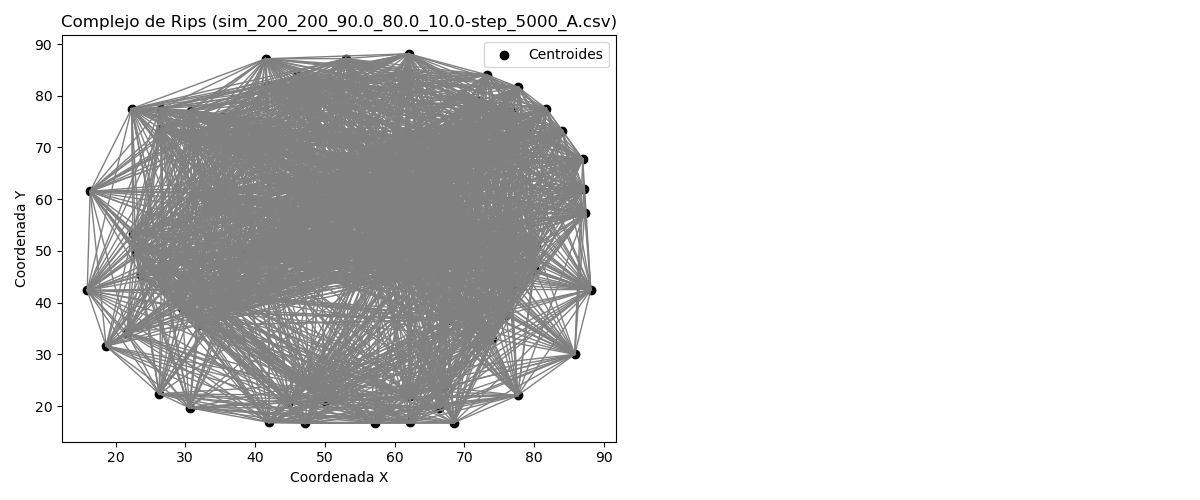 Complejo de Rips (sim_200_200_90.0_80.0_10.0-step_5000_A.csv)
Centroides
90
80
70
60
50
40
30
20
Coordenada Y
20 30 40 50 60 70 80 90
Coordenada X